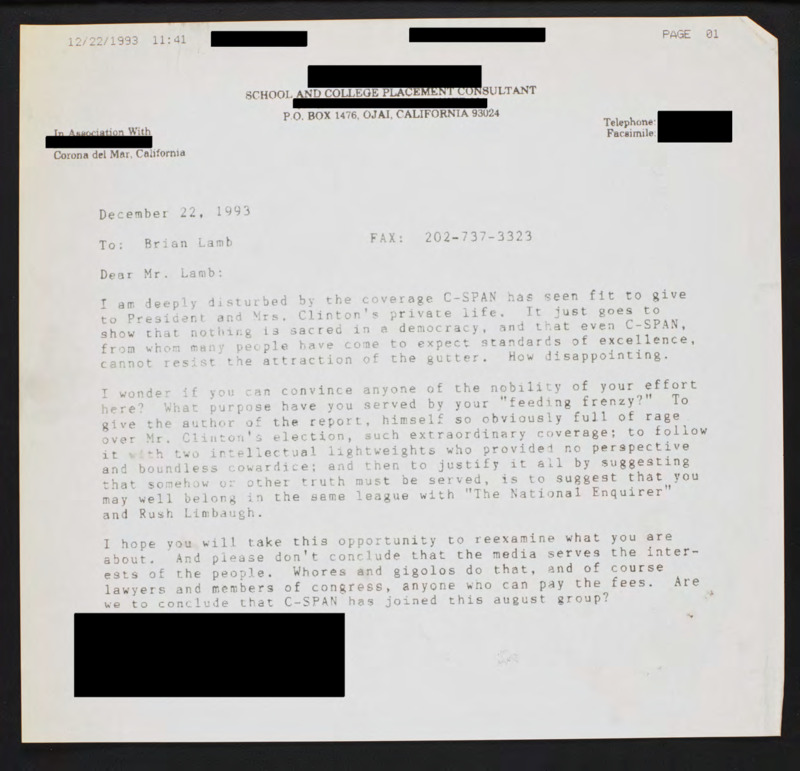 12/22/1993 11:41
PAGE 01
SCHOOL AND COLLEGE PLACEMENT CONSULTANT
P.O. BOX 1476, OJAI, CALIFORNIA 93024
In Association With
Corona del Mar, California
Telephone:
Facsimile:
December 22, 1993
To: Brian Lamb
FAX: 202-737-3323
Dear Mr. Lamb:
I am deeply disturbed by the coverage C-SPAN has seen fit to give
to President and Mrs. Clinton's private life. It just goes to
show that nothing is sacred in a democracy, and that even C-SPAN,
from whom many people have come to expect standards of excellence,
cannot resist the attraction of the gutter. How disappointing.
I wonder if you can convince anyone of the nobility of your effort
here? What purpose have you served by your "feeding frenzy?" To
give the author of the report, himself so obviously full of rage
over Mr. Clinton's election, such extraordinary coverage; to follow
it with two intellectual lightweights who provided no perspective
and boundless cowardice; and then to justify it all by suggesting
that somehow or other truth must be served, is to suggest that you
may well belong in the same league with "The National Enquirer"
and Rush Limbaugh.
I hope you will take this opportunity to reexamine what you are
about. And please don't conclude that the media serves the inter-
ests of the people. Whores and gigolos do that, and of course
lawyers and members of congress, anyone who can pay the fees. Are
we to conclude that C-SPAN has joined this august group?